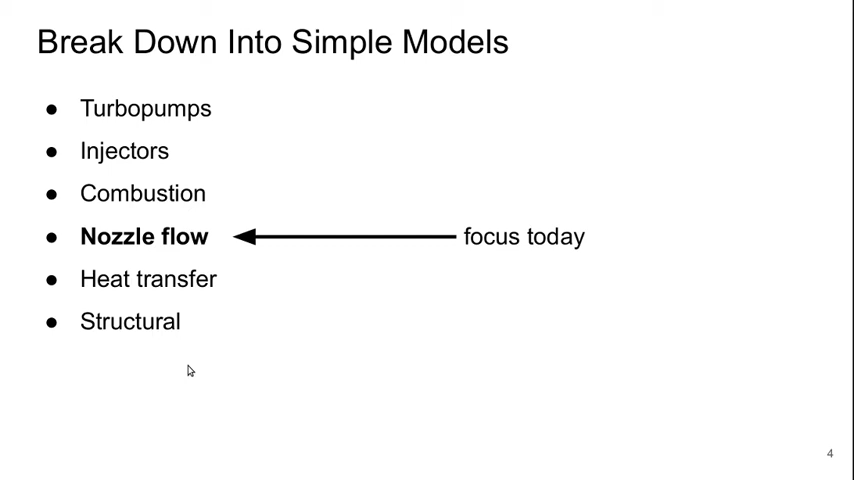 Break Down Into Simple Models
● Turbopumps
● Injectors
● Combustion
● Nozzle flow focus today
● Heat transfer
● Structural
4